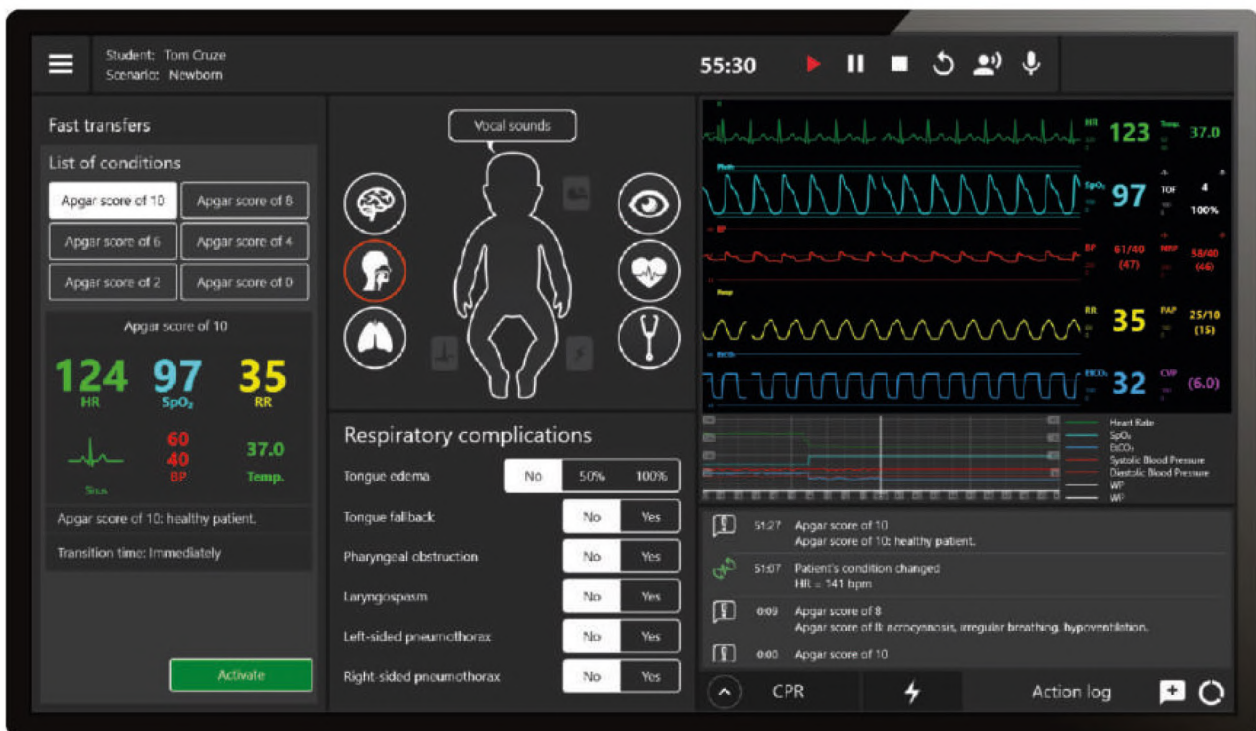 Student: Tom Cruze
Scenario: Newborn
55:30
Fast transfers
List of conditions
Apgar score of 10
Apgar score of 8
Apgar score of 6
Apgar score of 4
Apgar score of 2
Apgar score of 0
Apgar score of 10
124 97 35
HR SpO₂ RR
60
40
BP
37.0
Temp.
Sinus
Apgar score of 10: healthy patient.
Transition time: Immediately
Activate
Vocal sounds
Respiratory complications
Tongue edema No 50% 100%
Tongue fallback No Yes
Pharyngeal obstruction No Yes
Laryngospasm No Yes
Left-sided pneumothorax No Yes
Right-sided pneumothorax No Yes
HR 123 Temp. 37.0
Pleth
SpO₂ 97 TOF 4
100%
BP
BP 61/40 NIBP 58/40
(47) (46)
Resp
RR 35 PAP 25/10
(15)
EtCO₂
EtCO₂ 32 CVP (6.0)
Heart Rate
SpO₂
EtCO₂
Systolic Blood Pressure
Diastolic Blood Pressure
51:27 Apgar score of 10
Apgar score of 10: healthy patient.
51:07 Patient's condition changed
HR = 141 bpm
0:09 Apgar score of 8
Apgar score of 8: acrocyanosis, irregular breathing, hypoventilation.
0:00 Apgar score of 10
CPR
Action log